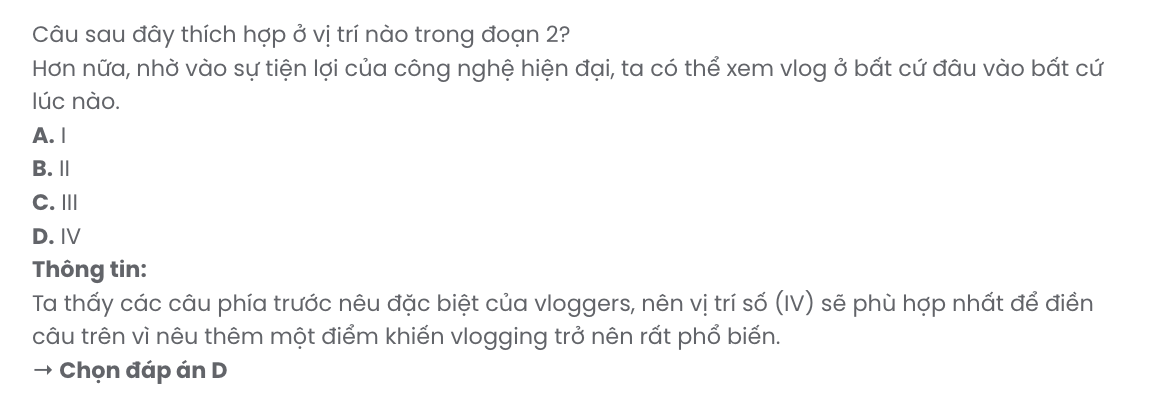 Câu sau đây thích hợp ở vị trí nào trong đoạn 2?
Hơn nữa, nhờ vào sự tiện lợi của công nghệ hiện đại, ta có thể xem vlog ở bất cứ đâu vào bất cứ
lúc nào.
A. I
B. II
C. III
D. IV
Thông tin:
Ta thấy các câu phía trước nêu đặc biệt của vloggers, nên vị trí số (IV) sẽ phù hợp nhất để điền
câu trên vì nêu thêm một điểm khiến vlogging trở nên rất phổ biến.
→ Chọn đáp án D